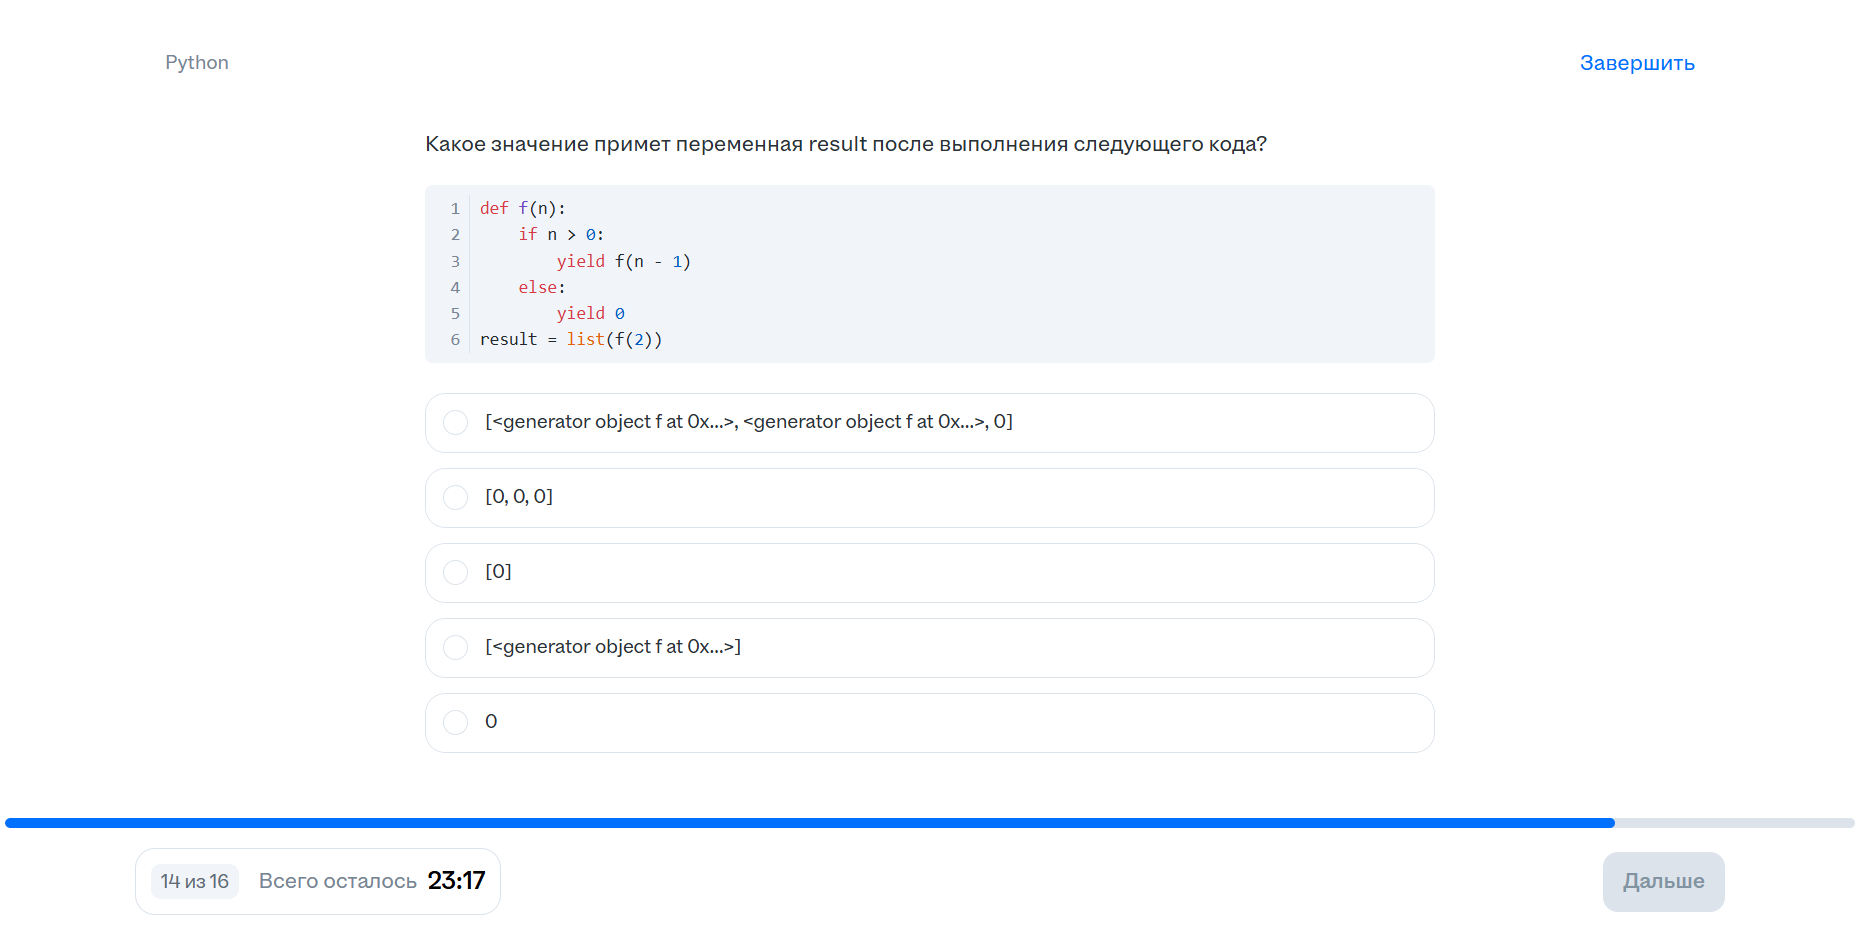 Python
Завершить
Какое значение примет переменная result после выполнения следующего кода?
1 def f(n):
2     if n > 0:
3         yield f(n - 1)
4     else:
5         yield 0
6 result = list(f(2))
[<generator object f at 0x...>, <generator object f at 0x...>, 0]
[0, 0, 0]
[0]
[<generator object f at 0x...>]
0
14 из 16 Всего осталось 23:17
Дальше